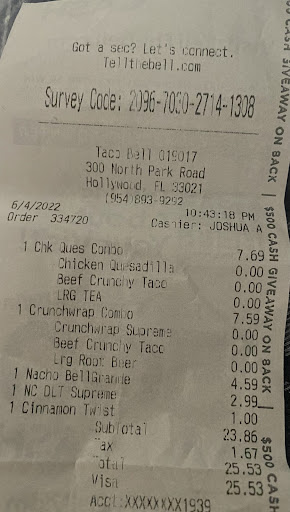 Got a sec? Let's connect.
Tellthebell.com
Survey Code: 2096-7030-2714-1308
Taco Bell 019017
300 North Park Road
Hollywood, FL 33021
(954)893-9292
6/4/2022 10:43:18 PM
Order 334720 Cashier: JOSHUA A
1 Chk Ques Combo 7.69
Chicken Quesadilla 0.00
Beef Crunchy Taco 0.00
LRG TEA 0.00
1 Crunchwrap Combo 7.59
Crunchwrap Supreme 0.00
Beef Crunchy Taco 0.00
Lrg Root Beer 0.00
1 Nacho BellGrande 4.59
1 NC DLT Supreme 2.99
1 Cinnamon Twist 1.00
SubTotal 23.86
Tax 1.67
Total 25.53
Visa 25.53
Acct:XXXXXXXX1939
$500 CASH GIVEAWAY ON BACK | $500 CASH GIVEAWAY ON BACK | $500 CASH